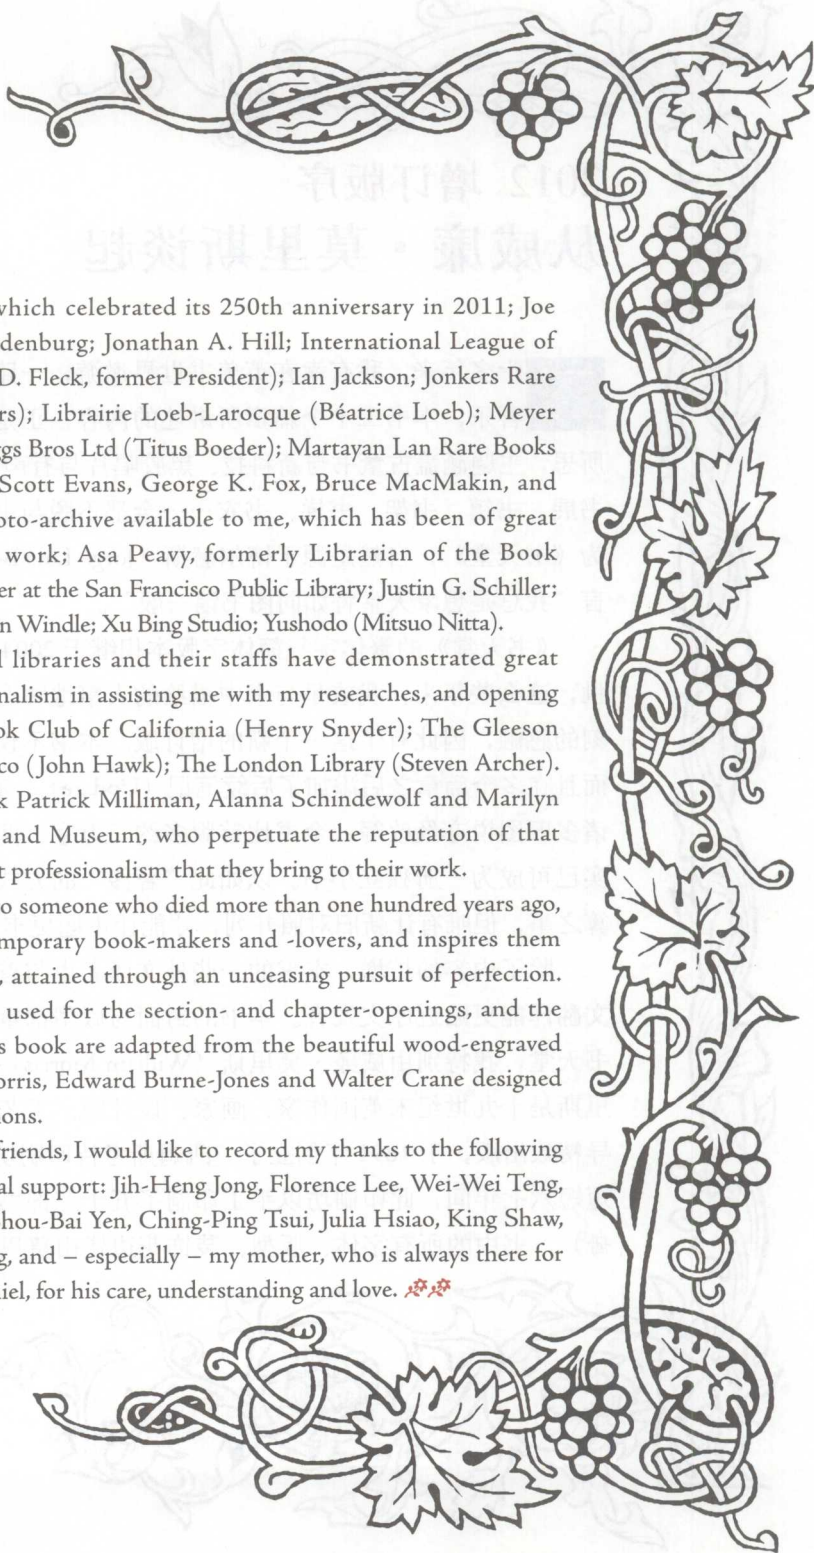 which celebrated its 250th anniversary in 2011; Joe
denburg; Jonathan A. Hill; International League of
D. Fleck, former President); Ian Jackson; Jonkers Rare
rs); Librairie Loeb-Larocque (Béatrice Loeb); Meyer
ggs Bros Ltd (Titus Boeder); Martayan Lan Rare Books
Scott Evans, George K. Fox, Bruce MacMakin, and
oto-archive available to me, which has been of great
work; Asa Peavy, formerly Librarian of the Book
er at the San Francisco Public Library; Justin G. Schiller;
n Windle; Xu Bing Studio; Yushodo (Mitsuo Nitta).
l libraries and their staffs have demonstrated great
nalism in assisting me with my researches, and opening
ok Club of California (Henry Snyder); The Gleeson
co (John Hawk); The London Library (Steven Archer).
k Patrick Milliman, Alanna Schindewolf and Marilyn
and Museum, who perpetuate the reputation of that
t professionalism that they bring to their work.
o someone who died more than one hundred years ago,
emporary book-makers and -lovers, and inspires them
, attained through an unceasing pursuit of perfection.
used for the section- and chapter-openings, and the
s book are adapted from the beautiful wood-engraved
orris, Edward Burne-Jones and Walter Crane designed
ions.
friends, I would like to record my thanks to the following
al support: Jih-Heng Jong, Florence Lee, Wei-Wei Teng,
Shou-Bai Yen, Ching-Ping Tsui, Julia Hsiao, King Shaw,
g, and – especially – my mother, who is always there for
iel, for his care, understanding and love.